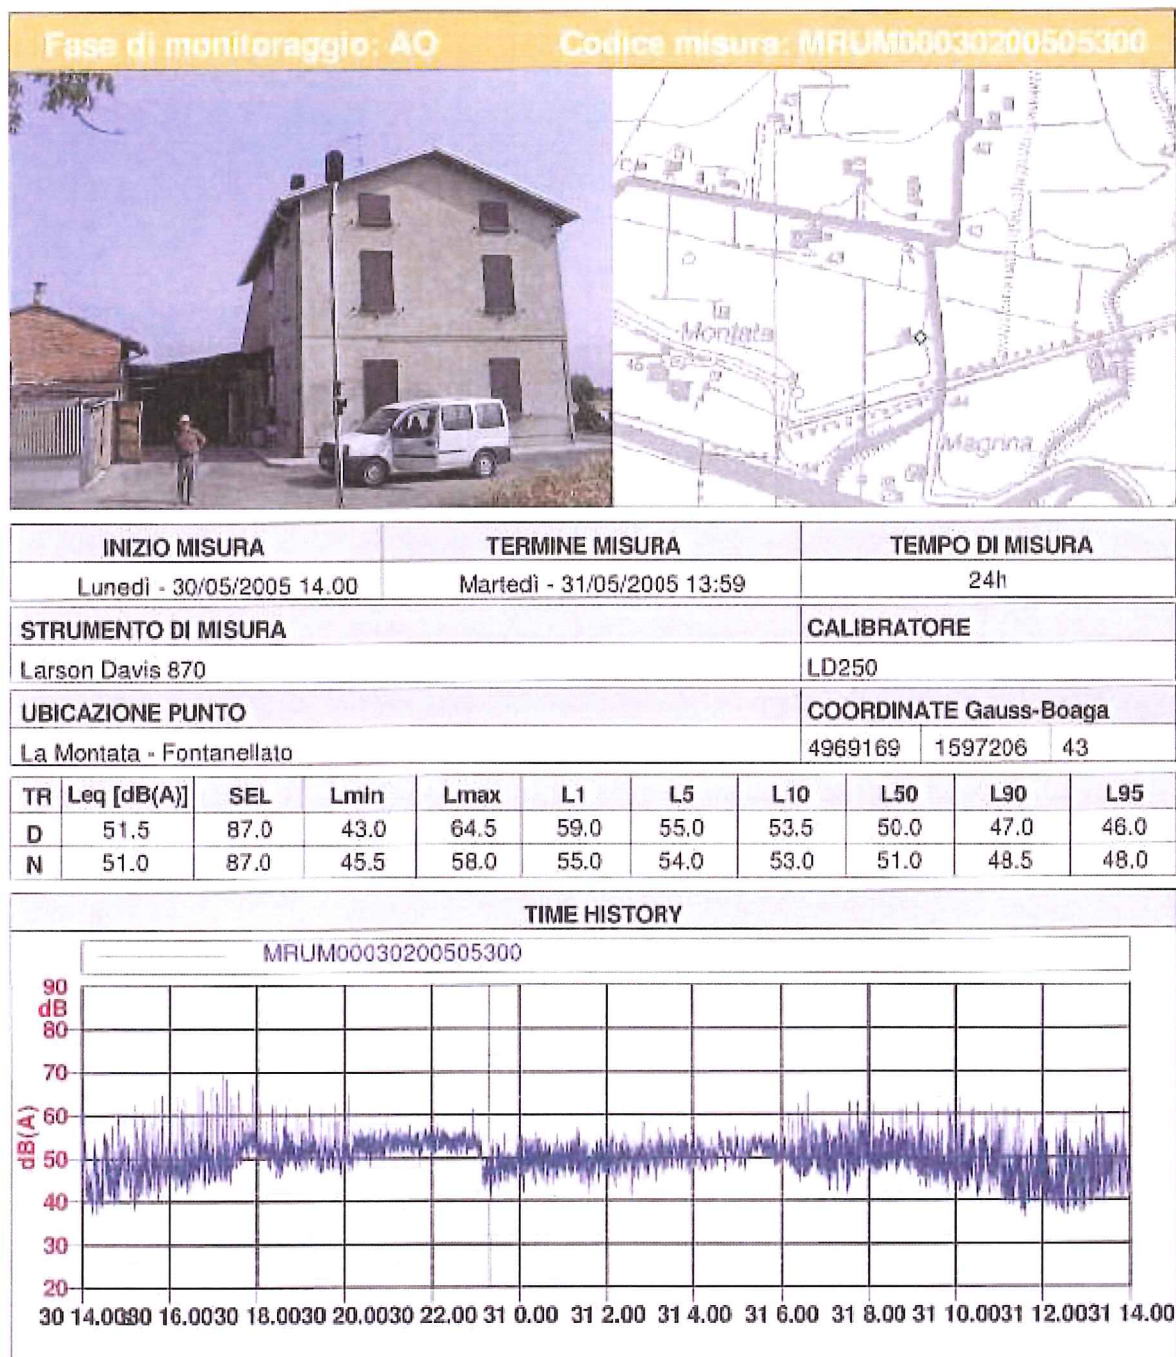 Fase di monitoraggio: AO Codice misura: MRUM00030200505300
Montata
Magrina
43
43
43
44
INIZIO MISURA TERMINE MISURA TEMPO DI MISURA
Lunedì - 30/05/2005 14.00 Martedì - 31/05/2005 13:59 24h
STRUMENTO DI MISURA CALIBRATORE
Larson Davis 870 LD250
UBICAZIONE PUNTO COORDINATE Gauss-Boaga
La Montata - Fontanellato 4969169 1597206 43
TR Leq [dB(A)] SEL Lmin Lmax L1 L5 L10 L50 L90 L95
D 51.5 87.0 43.0 64.5 59.0 55.0 53.5 50.0 47.0 46.0
N 51.0 87.0 45.5 58.0 55.0 54.0 53.0 51.0 48.5 48.0
TIME HISTORY
MRUM00030200505300
90
dB
80
70
60
dB(A)
50
40
30
20
30 14.00 30 16.00 30 18.00 30 20.00 30 22.00 31 0.00 31 2.00 31 4.00 31 6.00 31 8.00 31 10.00 31 12.00 31 14.00